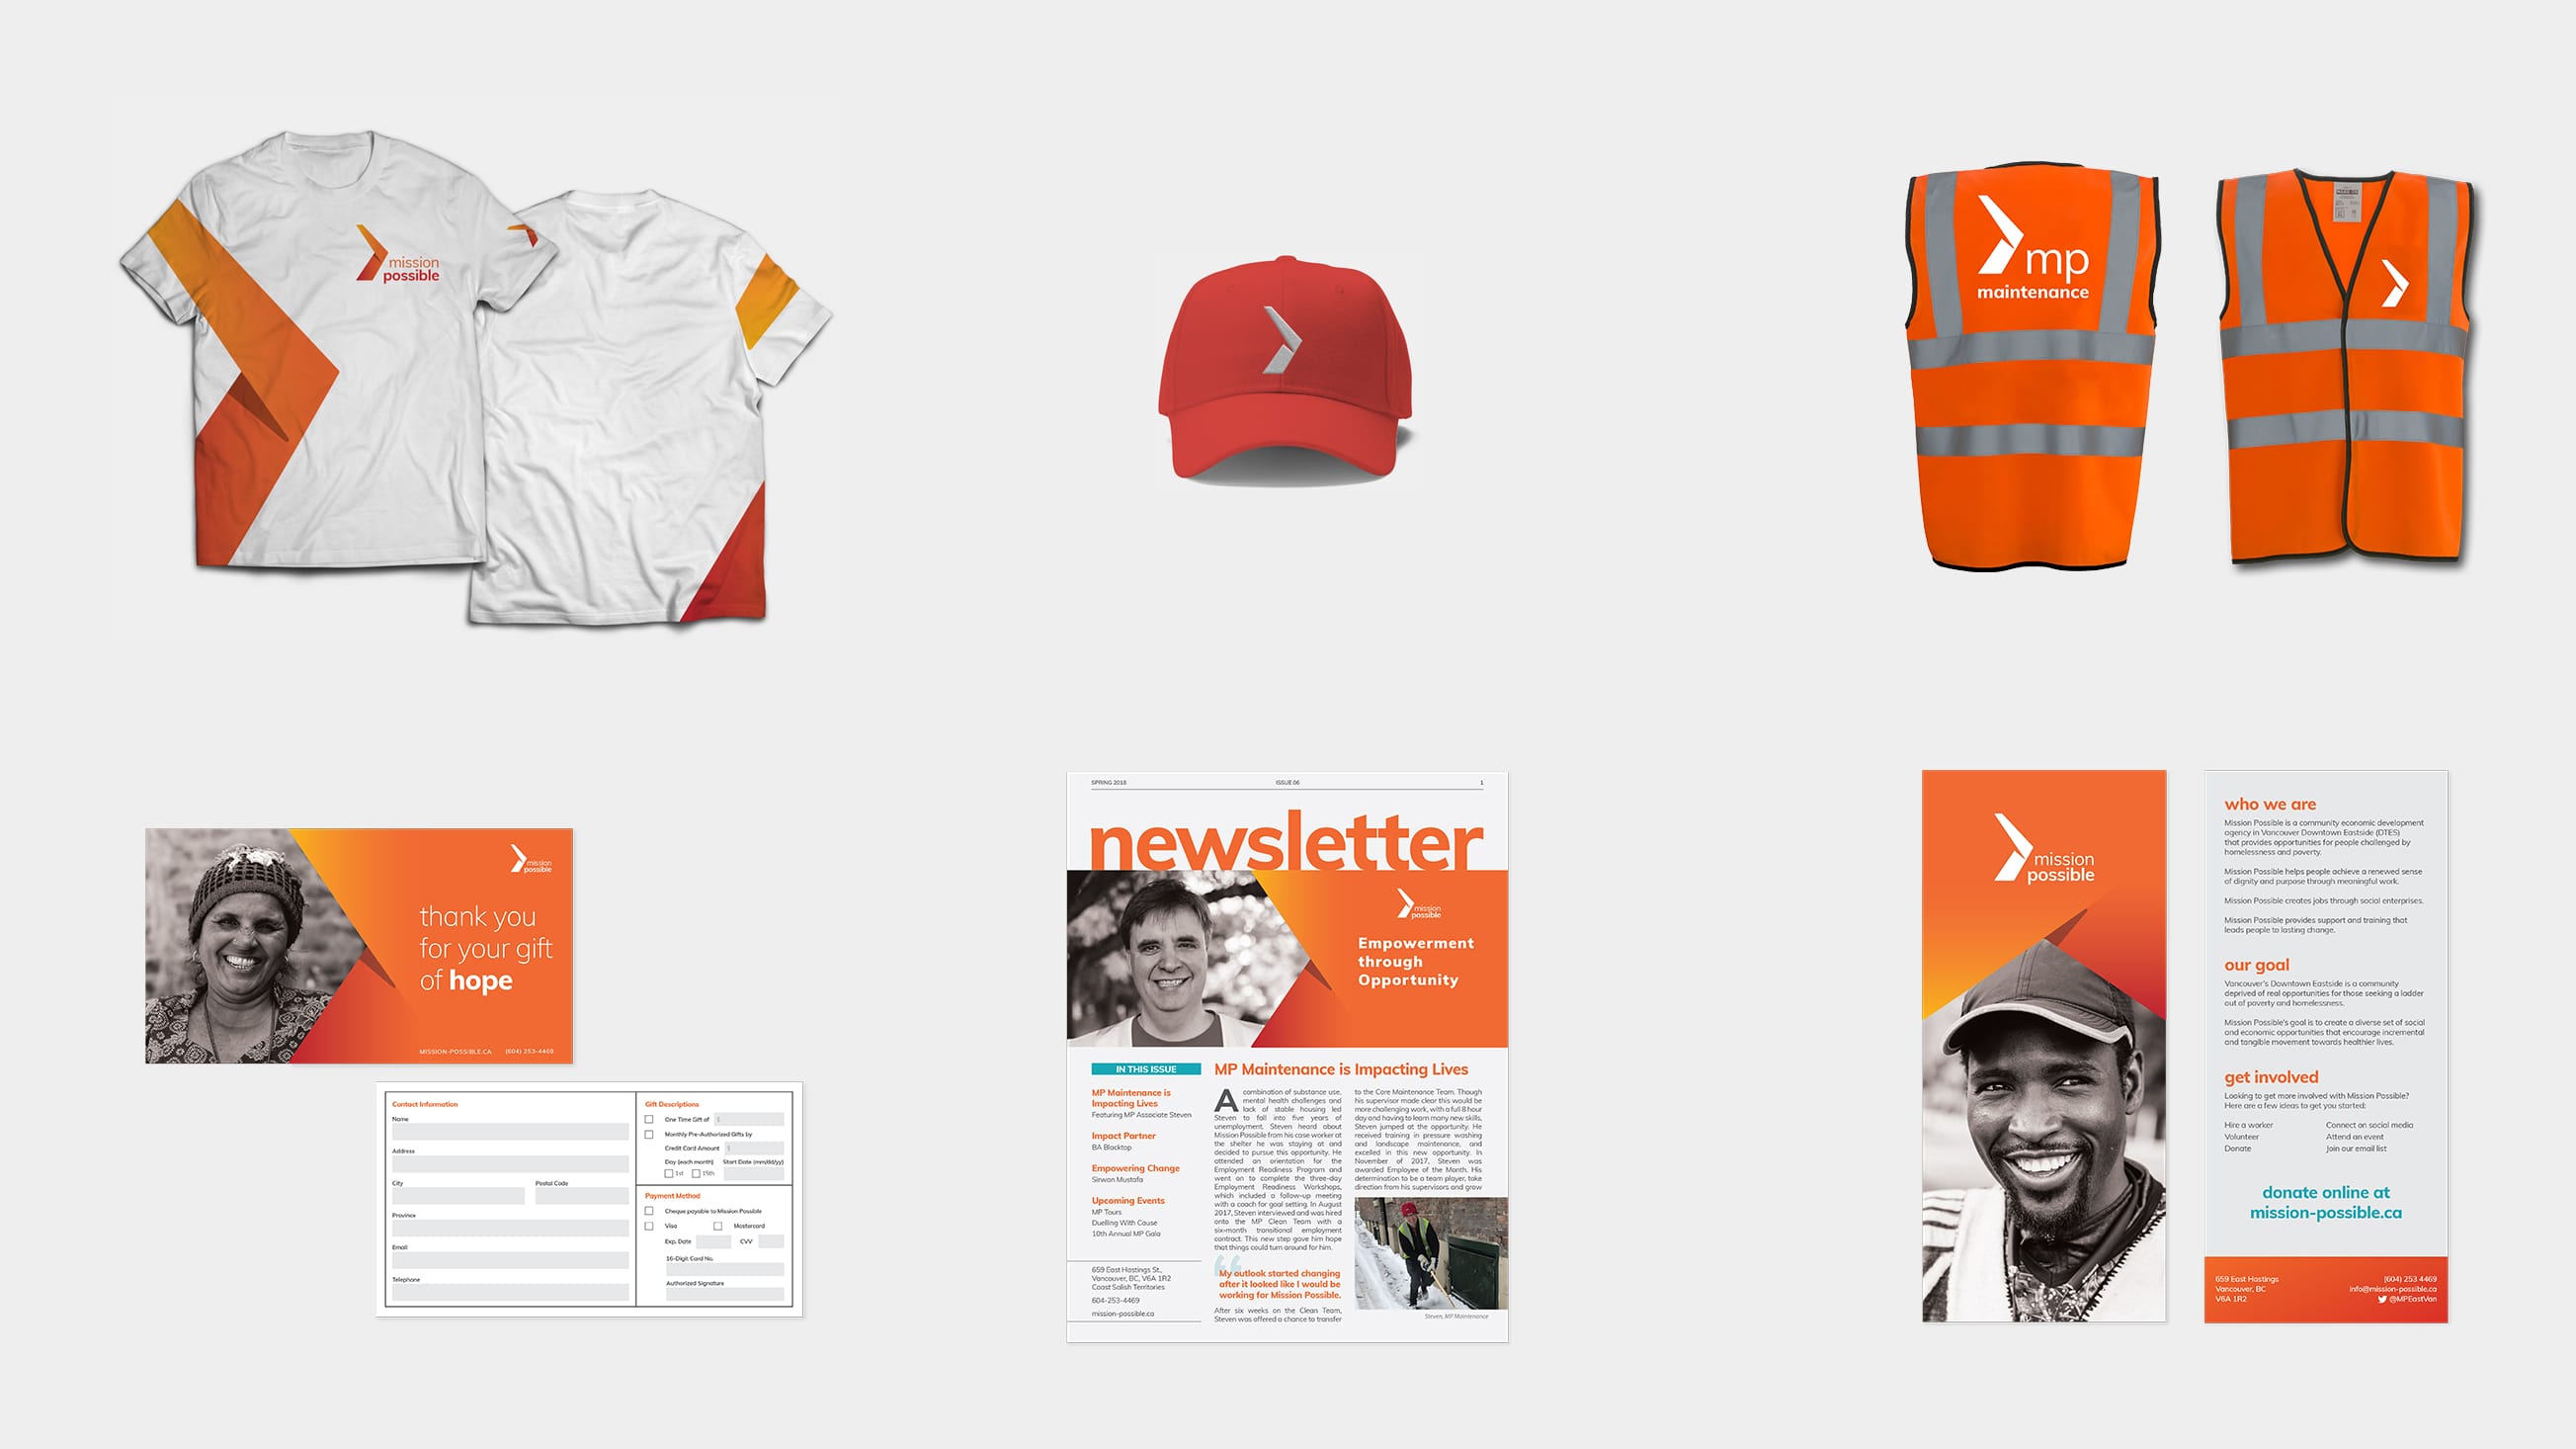 mission
possible
mp
maintenance
thank you
for your gift
of hope
mission
possible
MISSION-POSSIBLE.CA (604) 253-4469
Contact Information
Name
Address
City Postal Code
Province
Email
Telephone
Gift Descriptions
One Time Gift of $
Monthly Pre-Authorized Gifts by
Credit Card Amount $
Day (each month) Start Date (mm/dd/yy)
1st 15th
Payment Method
Cheque payable to Mission Possible
Visa Mastercard
Exp. Date CVV
16-Digit Card No.
Authorized Signature
SPRING 2018 ISSUE 06 1
newsletter
mission
possible
Empowerment
through
Opportunity
IN THIS ISSUE
MP Maintenance is
Impacting Lives
Featuring MP Associate Steven
Impact Partner
BA Blacktop
Empowering Change
Sirwan Mustafa
Upcoming Events
MP Tours
Duelling With Cause
10th Annual MP Gala
659 East Hastings St.,
Vancouver, BC, V6A 1R2
Coast Salish Territories
604-253-4469
mission-possible.ca
MP Maintenance is Impacting Lives
A combination of substance use,
mental health challenges and
lack of stable housing led
Steven to fall into five years of
unemployment. Steven heard about
Mission Possible from his case worker at
the shelter he was staying at and
decided to pursue this opportunity. He
attended an orientation for the
Employment Readiness Program and
went on to complete the three-day
Employment Readiness Workshops,
which included a follow-up meeting
with a coach for goal setting. In August
2017, Steven interviewed and was hired
onto the MP Clean Team with a
six-month transitional employment
contract. This new step gave him hope
that things could turn around for him.
“
My outlook started changing
after it looked like I would be
working for Mission Possible.
After six weeks on the Clean Team,
Steven was offered a chance to transfer
to the Core Maintenance Team. Though
his supervisor made clear this would be
more challenging work, with a full 8 hour
day and having to learn many new skills,
Steven jumped at the opportunity. He
received training in pressure washing
and landscape maintenance, and
excelled in this new opportunity. In
November of 2017, Steven was
awarded Employee of the Month. His
determination to be a team player, take
direction from his supervisors and grow
Steven, MP Maintenance
mission
possible
who we are
Mission Possible is a community economic development
agency in Vancouver Downtown Eastside (DTES)
that provides opportunities for people challenged by
homelessness and poverty.
Mission Possible helps people achieve a renewed sense
of dignity and purpose through meaningful work.
Mission Possible creates jobs through social enterprises.
Mission Possible provides support and training that
leads people to lasting change.
our goal
Vancouver's Downtown Eastside is a community
deprived of real opportunities for those seeking a ladder
out of poverty and homelessness.
Mission Possible's goal is to create a diverse set of social
and economic opportunities that encourage incremental
and tangible movement towards healthier lives.
get involved
Looking to get more involved with Mission Possible?
Here are a few ideas to get you started:
Hire a worker Connect on social media
Volunteer Attend an event
Donate Join our email list
donate online at
mission-possible.ca
659 East Hastings (604) 253 4469
Vancouver, BC info@mission-possible.ca
V6A 1R2 @MPEastVan